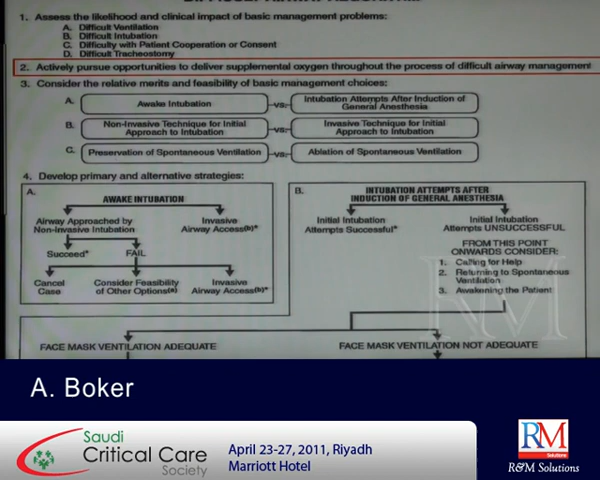 1. Assess the likelihood and clinical impact of basic management problems:
A. Difficult Ventilation
B. Difficult Intubation
C. Difficulty with Patient Cooperation or Consent
D. Difficult Tracheostomy
2. Actively pursue opportunities to deliver supplemental oxygen throughout the process of difficult airway management
3. Consider the relative merits and feasibility of basic management choices:
A. Awake Intubation -vs- Intubation Attempts After Induction of
General Anesthesia
B. Non-Invasive Technique for Initial
Approach to Intubation -vs- Invasive Technique for Initial
Approach to Intubation
C. Preservation of Spontaneous Ventilation -vs- Ablation of Spontaneous Ventilation
4. Develop primary and alternative strategies:
A.
AWAKE INTUBATION
Airway Approached by
Non-Invasive Intubation
Invasive
Airway Access(b)*
Succeed*
FAIL
Cancel
Case
Consider Feasibility
of Other Options(a)
Invasive
Airway Access(b)*
B.
INTUBATION ATTEMPTS AFTER
INDUCTION OF GENERAL ANESTHESIA
Initial Intubation
Attempts Successful*
Initial Intubation
Attempts UNSUCCESSFUL
FROM THIS POINT
ONWARDS CONSIDER:
1. Calling for Help
2. Returning to Spontaneous
Ventilation
3. Awakening the Patient
RM
FACE MASK VENTILATION ADEQUATE
FACE MASK VENTILATION NOT ADEQUATE
A. Boker
Saudi
Critical Care
Society
April 23-27, 2011, Riyadh
Marriott Hotel
RM
Solutions
R&M Solutions